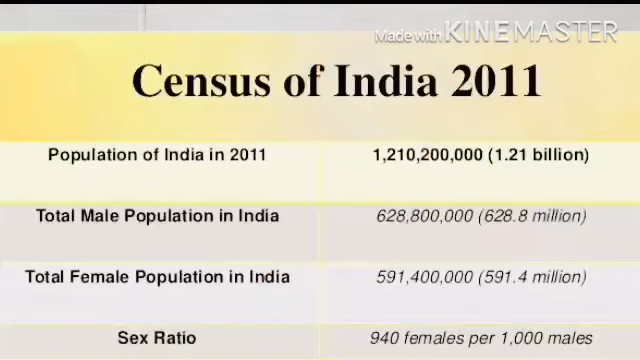 Made with KINEMASTER
Census of India 2011
Population of India in 2011 1,210,200,000 (1.21 billion)
Total Male Population in India 628,800,000 (628.8 million)
Total Female Population in India 591,400,000 (591.4 million)
Sex Ratio 940 females per 1,000 males